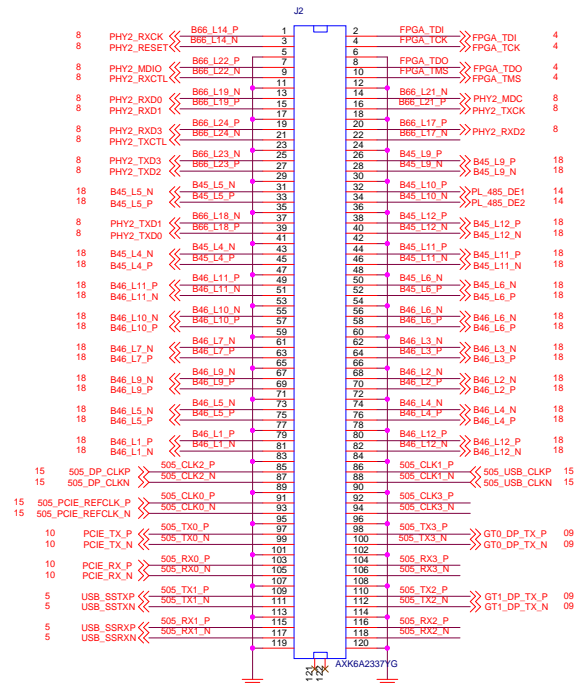 J2
8 PHY2_RXCK B66_L14_P 1 2 FPGA_TDI FPGA_TDI 4
8 PHY2_RESET B66_L14_N 3 4 FPGA_TCK FPGA_TCK 4
5 6
8 PHY2_MDIO B66_L22_P 7 8 FPGA_TDO FPGA_TDO 4
8 PHY2_RXCTL B66_L22_N 9 10 FPGA_TMS FPGA_TMS 4
11 12
8 PHY2_RXD0 B66_L19_N 13 14 B66_L21_N PHY2_MDC 8
8 PHY2_RXD1 B66_L19_P 15 16 B66_L21_P PHY2_TXCK 8
17 18
8 PHY2_RXD3 B66_L24_P 19 20 B66_L17_P PHY2_RXD2 8
8 PHY2_TXCTL B66_L24_N 21 22 B66_L17_N
23 24
8 PHY2_TXD3 B66_L23_N 25 26 B45_L9_P B45_L9_P 18
8 PHY2_TXD2 B66_L23_P 27 28 B45_L9_N B45_L9_N 18
29 30
18 B45_L5_N B45_L5_N 31 32 B45_L10_P PL_485_DE1 14
18 B45_L5_P B45_L5_P 33 34 B45_L10_N PL_485_DE2 14
35 36
8 PHY2_TXD1 B66_L18_N 37 38 B45_L12_P B45_L12_P 18
8 PHY2_TXD0 B66_L18_P 39 40 B45_L12_N B45_L12_N 18
41 42
18 B45_L4_N B45_L4_N 43 44 B45_L11_P B45_L11_P 18
18 B45_L4_P B45_L4_P 45 46 B45_L11_N B45_L11_N 18
47 48
18 B46_L11_P B46_L11_P 49 50 B45_L6_N B45_L6_N 18
18 B46_L11_N B46_L11_N 51 52 B45_L6_P B45_L6_P 18
53 54
18 B46_L10_N B46_L10_N 55 56 B46_L6_N B46_L6_N 18
18 B46_L10_P B46_L10_P 57 58 B46_L6_P B46_L6_P 18
59 60
18 B46_L7_N B46_L7_N 61 62 B46_L3_N B46_L3_N 18
18 B46_L7_P B46_L7_P 63 64 B46_L3_P B46_L3_P 18
65 66
18 B46_L9_N B46_L9_N 67 68 B46_L2_N B46_L2_N 18
18 B46_L9_P B46_L9_P 69 70 B46_L2_P B46_L2_P 18
71 72
18 B46_L5_N B46_L5_N 73 74 B46_L4_N B46_L4_N 18
18 B46_L5_P B46_L5_P 75 76 B46_L4_P B46_L4_P 18
77 78
18 B46_L1_P B46_L1_P 79 80 B46_L12_P B46_L12_P 18
18 B46_L1_N B46_L1_N 81 82 B46_L12_N B46_L12_N 18
83 84
15 505_DP_CLKP 505_CLK2_P 85 86 505_CLK1_P 505_USB_CLKP 15
15 505_DP_CLKN 505_CLK2_N 87 88 505_CLK1_N 505_USB_CLKN 15
89 90
15 505_PCIE_REFCLK_P 505_CLK0_P 91 92 505_CLK3_P
15 505_PCIE_REFCLK_N 505_CLK0_N 93 94 505_CLK3_N
95 96
10 PCIE_TX_P 505_TX0_P 97 98 505_TX3_P GT0_DP_TX_P 09
10 PCIE_TX_N 505_TX0_N 99 100 505_TX3_N GT0_DP_TX_N 09
101 102
10 PCIE_RX_P 505_RX0_P 103 104 505_RX3_P
10 PCIE_RX_N 505_RX0_N 105 106 505_RX3_N
107 108
5 USB_SSTXP 505_TX1_P 109 110 505_TX2_P GT1_DP_TX_P 09
5 USB_SSTXN 505_TX1_N 111 112 505_TX2_N GT1_DP_TX_N 09
113 114
5 USB_SSRXP 505_RX1_P 115 116 505_RX2_P
5 USB_SSRXN 505_RX1_N 117 118 505_RX2_N
119 120
121 122 AXK6A2337YG